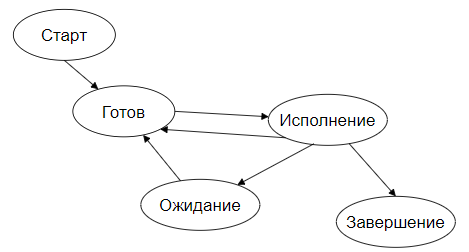 Старт
Готов
Исполнение
Ожидание
Завершение